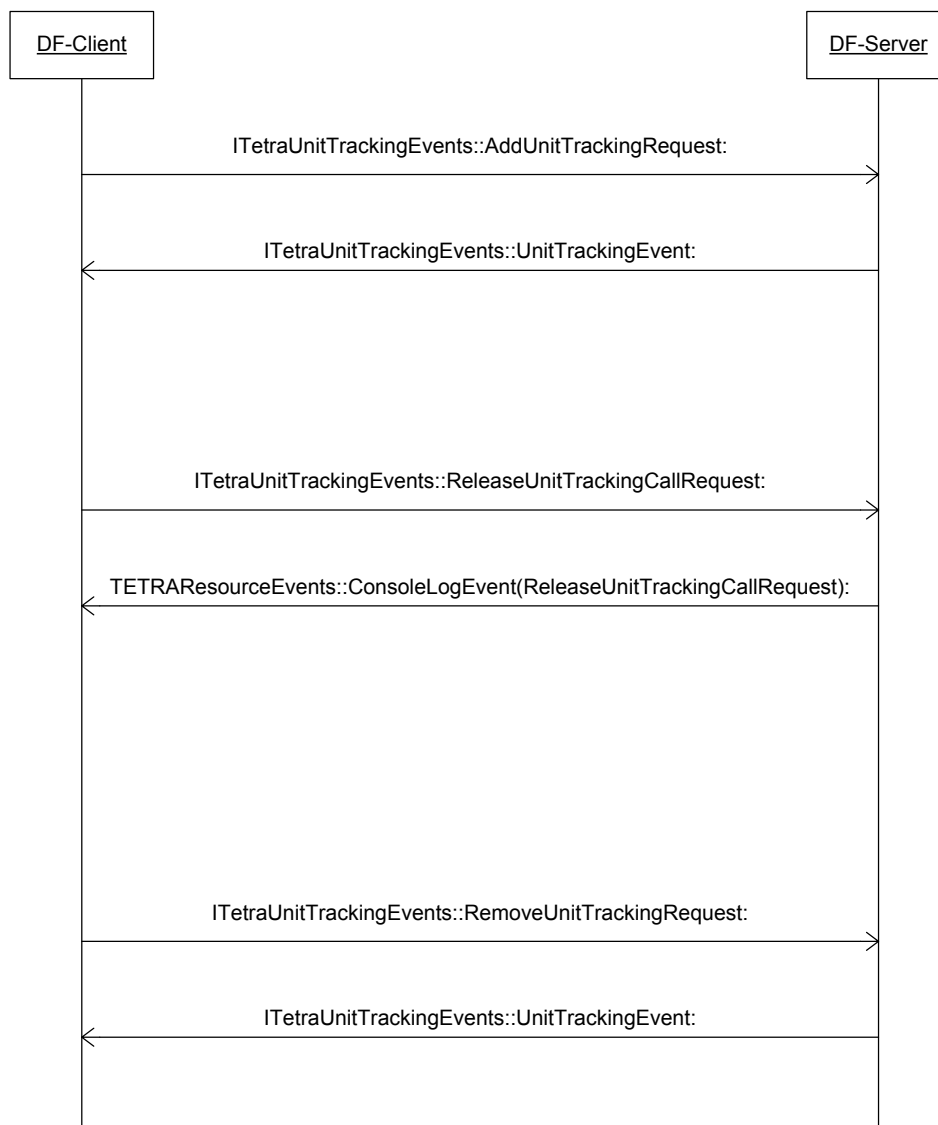 DF-Client
DF-Server
ITetraUnitTrackingEvents::AddUnitTrackingRequest:
ITetraUnitTrackingEvents::UnitTrackingEvent:
ITetraUnitTrackingEvents::ReleaseUnitTrackingCallRequest:
TETRAResourceEvents::ConsoleLogEvent(ReleaseUnitTrackingCallRequest):
ITetraUnitTrackingEvents::RemoveUnitTrackingRequest:
ITetraUnitTrackingEvents::UnitTrackingEvent: